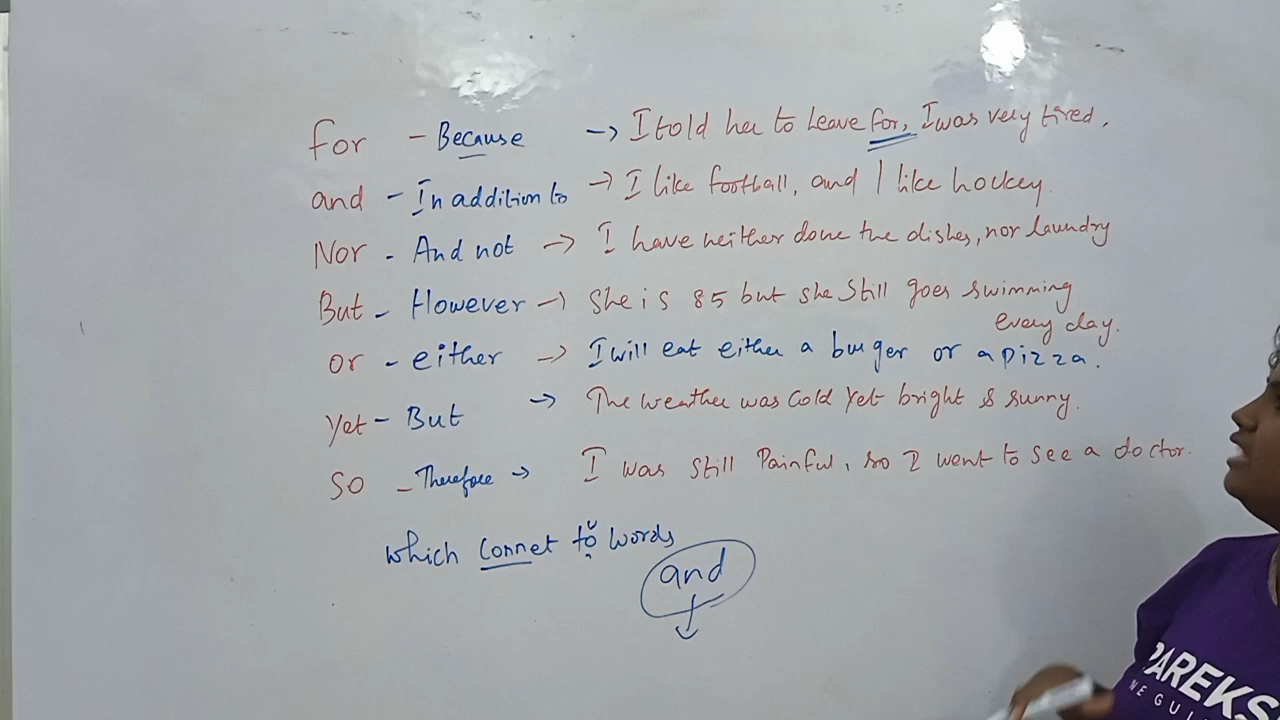 for - Because -> I told her to leave for, I was very tired.
and - In addition to -> I like football, and I like hockey.
Nor - And not -> I have neither done the dishes, nor laundry
But - However -> She is 85 but she still goes swimming
every day.
or - either -> I will eat either a burger or a pizza.
Yet - But -> The weather was cold yet bright & sunny.
So - Therefore -> I was still Painful, so I went to see a doctor.
which connet to words
and
PAREKS
NE GUI